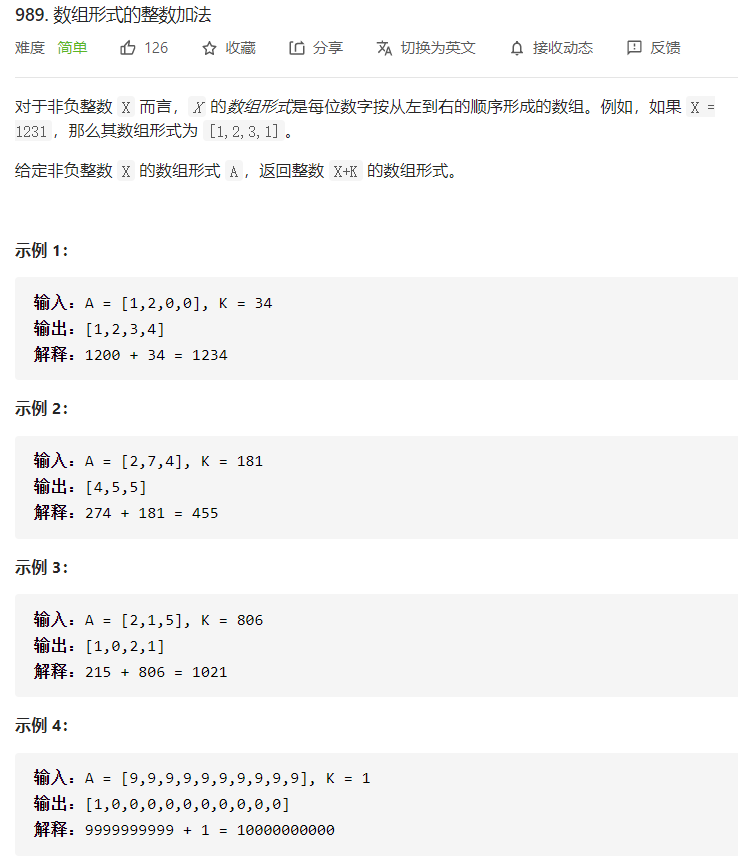 989. 数组形式的整数加法
难度 简单 126 收藏 分享 切换为英文 接收动态 反馈
对于非负整数 X 而言，X 的数组形式是每位数字按从左到右的顺序形成的数组。例如，如果 X =
1231，那么其数组形式为 [1,2,3,1]。
给定非负整数 X 的数组形式 A，返回整数 X+K 的数组形式。
示例 1：
输入：A = [1,2,0,0], K = 34
输出：[1,2,3,4]
解释：1200 + 34 = 1234
示例 2：
输入：A = [2,7,4], K = 181
输出：[4,5,5]
解释：274 + 181 = 455
示例 3：
输入：A = [2,1,5], K = 806
输出：[1,0,2,1]
解释：215 + 806 = 1021
示例 4：
输入：A = [9,9,9,9,9,9,9,9,9,9], K = 1
输出：[1,0,0,0,0,0,0,0,0,0,0]
解释：9999999999 + 1 = 10000000000